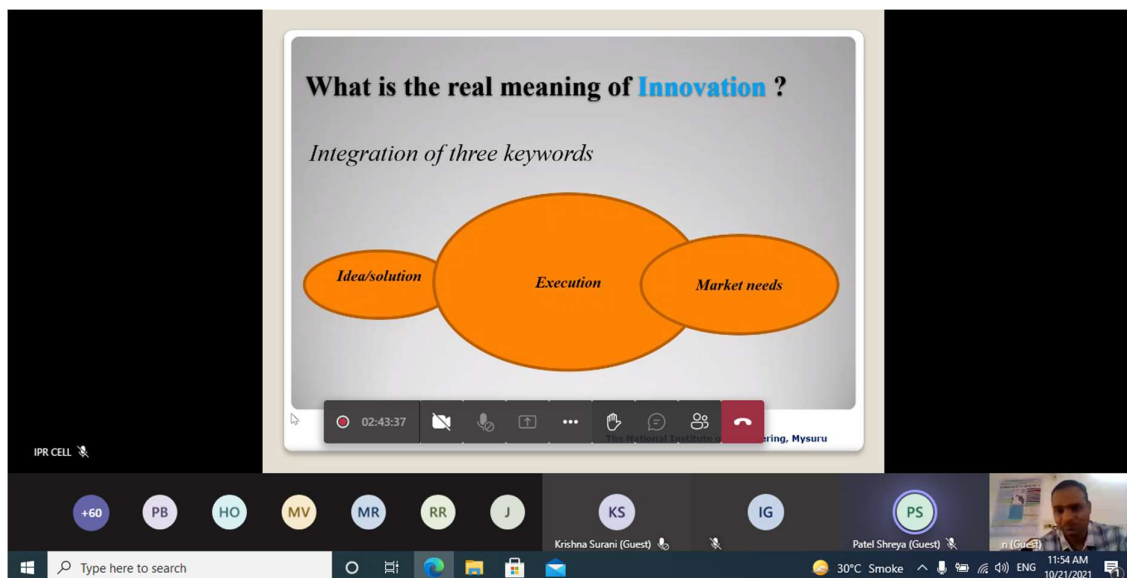 What is the real meaning of Innovation ?
Integration of three keywords
Idea/solution
Execution
Market needs
02:43:37
The National Institute o
ering, Mysuru
IPR CELL
+60
PB
HO
MV
MR
RR
J
KS
IG
PS
Krishna Surani (Guest)
Patel Shreya (Guest)
n (Guest)
Type here to search
30°C Smoke
ENG
11:54 AM
10/21/2021
1